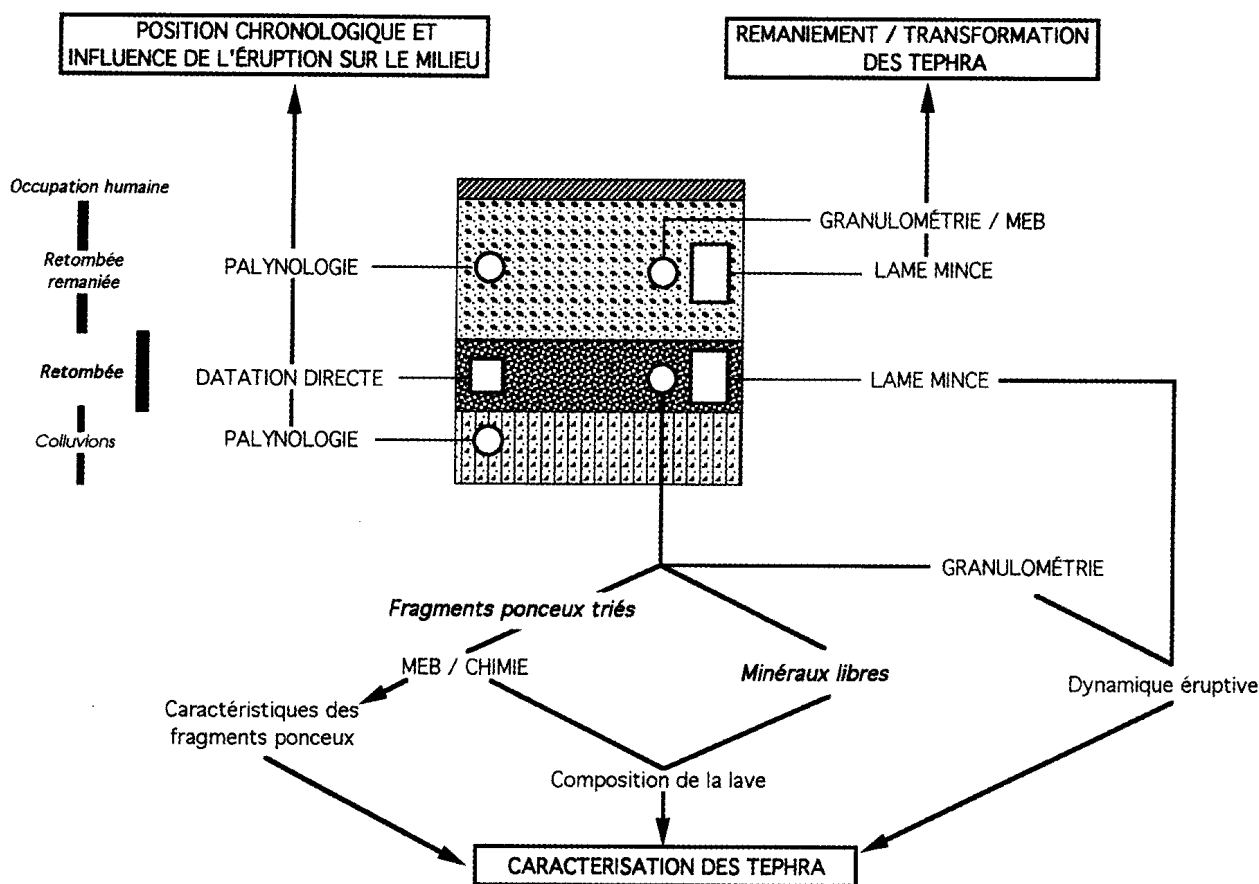 POSITION CHRONOLOGIQUE ET
INFLUENCE DE L'ÉRUPTION SUR LE MILIEU
REMANIEMENT / TRANSFORMATION
DES TEPHRA
Occupation humaine
Retombée
remaniée
Retombée
Colluvions
PALYNOLOGIE
DATATION DIRECTE
PALYNOLOGIE
GRANULOMÉTRIE / MEB
LAME MINCE
LAME MINCE
GRANULOMÉTRIE
Fragments ponceux triés
MEB / CHIMIE
Minéraux libres
Dynamique éruptive
Caractéristiques des
fragments ponceux
Composition de la lave
CARACTERISATION DES TEPHRA